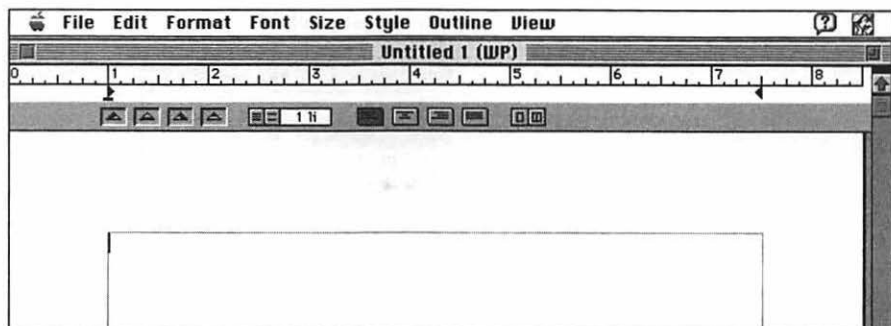 File Edit Format Font Size Style Outline View
Untitled 1 (WP)
0 1 2 3 4 5 6 7 8
1 li